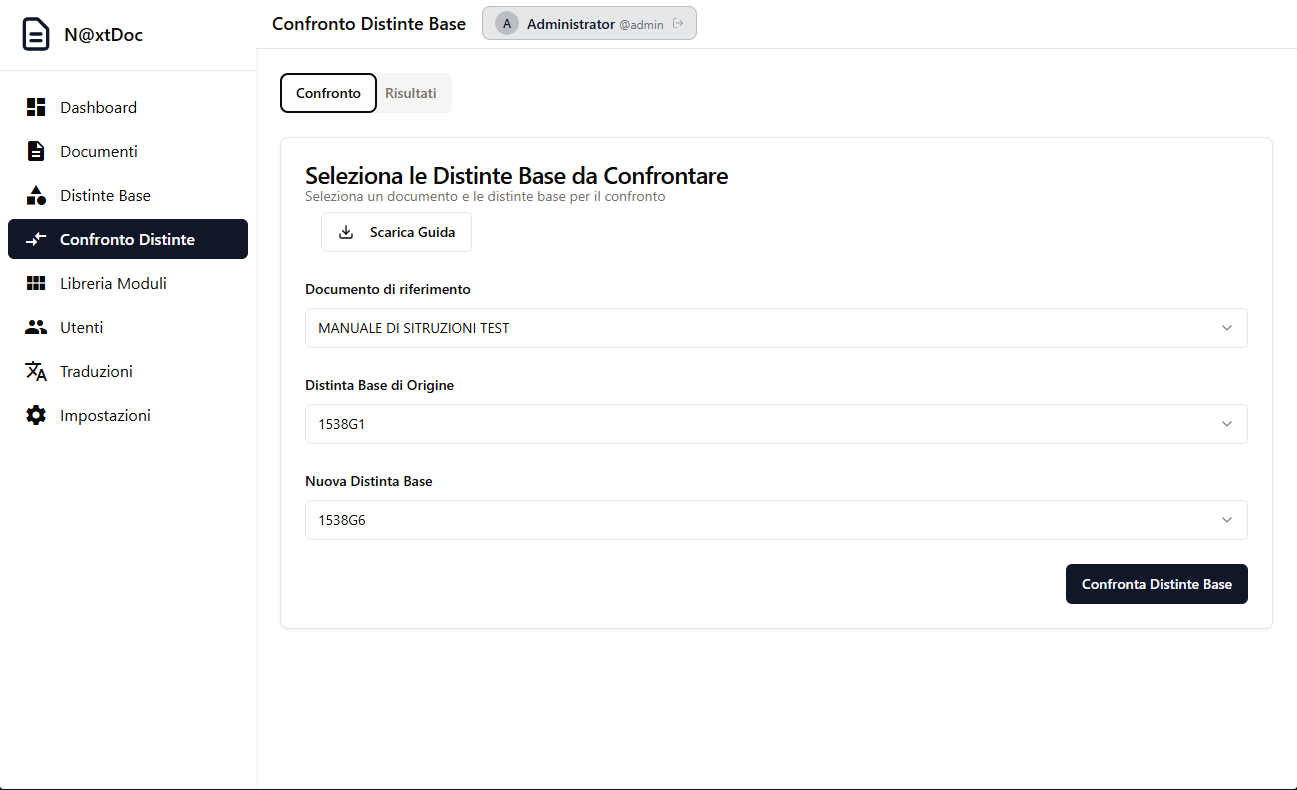 N@xtDoc
Confronto Distinte Base
A Administrator @admin
Dashboard
Documenti
Distinte Base
Confronto Distinte
Libreria Moduli
Utenti
Traduzioni
Impostazioni
Confronto Risultati
Seleziona le Distinte Base da Confrontare
Seleziona un documento e le distinte base per il confronto
Scarica Guida
Documento di riferimento
MANUALE DI SITRUZIONI TEST
Distinta Base di Origine
1538G1
Nuova Distinta Base
1538G6
Confronta Distinte Base